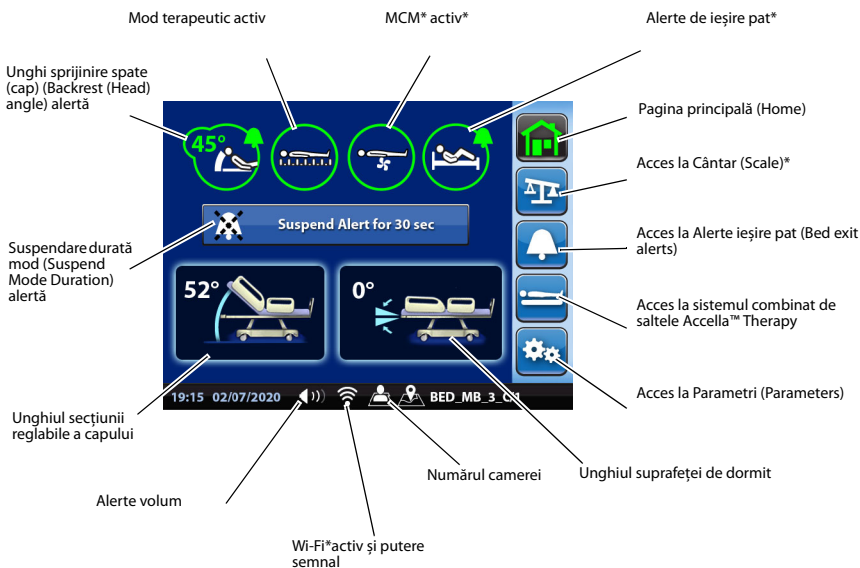 Mod terapeutic activ
MCM* activ*
Alerte de ieșire pat*
Unghi sprijinire spate
(cap) (Backrest (Head)
angle) alertă
Pagina principală (Home)
45°
Acces la Cântar (Scale)*
Suspend Alert for 30 sec
Acces la Alerte ieșire pat (Bed exit
alerts)
Suspendare durată
mod (Suspend
Mode Duration)
alertă
52°
0°
Acces la sistemul combinat de
saltele Accella™ Therapy
Acces la Parametri (Parameters)
19:15 02/07/2020
BED_MB_3_C
Unghiul secțiunii
reglabile a capului
Numărul camerei
Unghiul suprafeței de dormit
Alerte volum
Wi-Fi*activ și putere
semnal